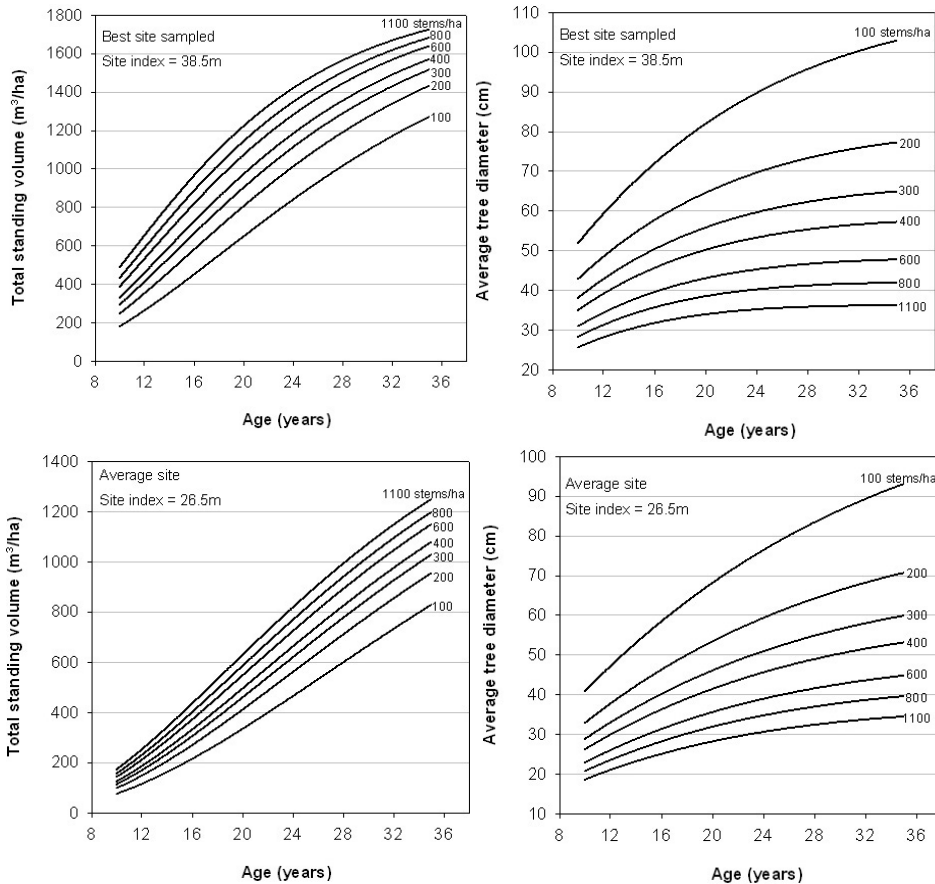 Total standing volume (m³/ha)
1800
1600
1400
1200
1000
800
600
400
200
0
Best site sampled
Site index = 38.5m
1100 stems/ha
800
600
400
300
200
100
8 12 16 20 24 28 32 36
Age (years)
Average tree diameter (cm)
110
100
90
80
70
60
50
40
30
20
Best site sampled
Site index = 38.5m
100 stems/ha
200
300
400
600
800
1100
8 12 16 20 24 28 32 36
Age (years)
Total standing volume (m³/ha)
1400
1200
1000
800
600
400
200
0
Average site
Site index = 26.5m
1100 stems/ha
800
600
400
300
200
100
8 12 16 20 24 28 32 36
Age (years)
Average tree diameter (cm)
100
90
80
70
60
50
40
30
20
10
Average site
Site index = 26.5m
100 stems/ha
200
300
400
600
800
1100
8 12 16 20 24 28 32 36
Age (years)